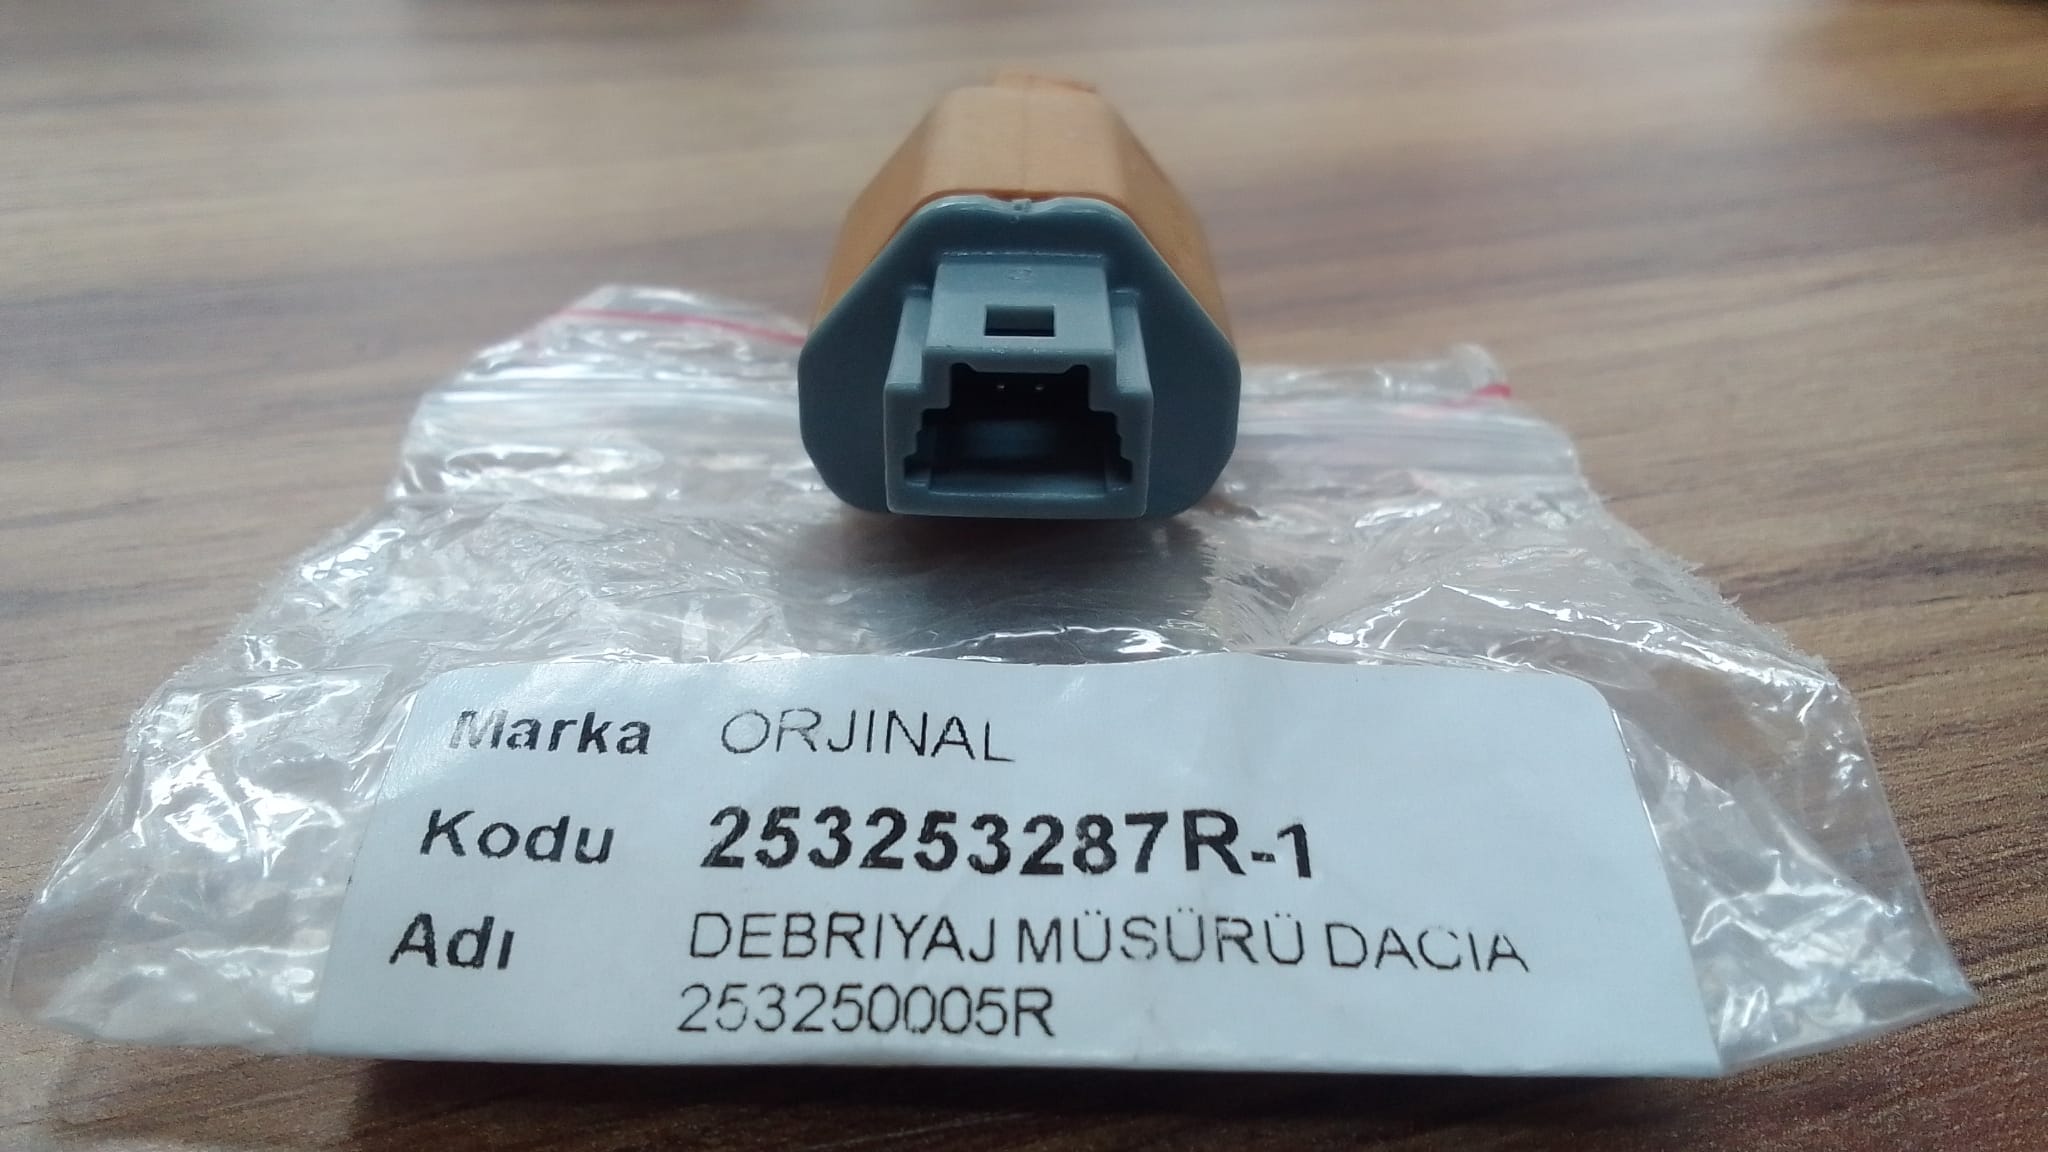 Marka ORJINAL
Kodu 253253287R-1
Adı DEBRIYAJ MÜSÜRÜ DACIA
253250005R